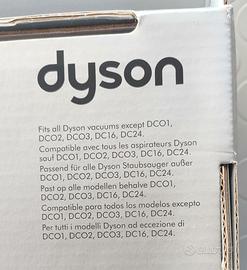 dyson
Fits all Dyson vacuums except DC01,
DC02, DC03, DC16, DC24.
Compatible avec tous les aspirateurs Dyson
sauf DC01, DC02, DC03, DC16, DC24.
Passend für alle Dyson Staubsauger außer
DC01, DC02, DC03, DC16, DC24.
Past op alle modellen behalve DC01,
DC02, DC03, DC16, DC24.
Compatible para todos los modelos excepto
DC01, DC02, DC03, DC16, DC24.
Per tutti i modelli Dyson ad eccezione di
DC01, DC02, DC03, DC16, DC24.